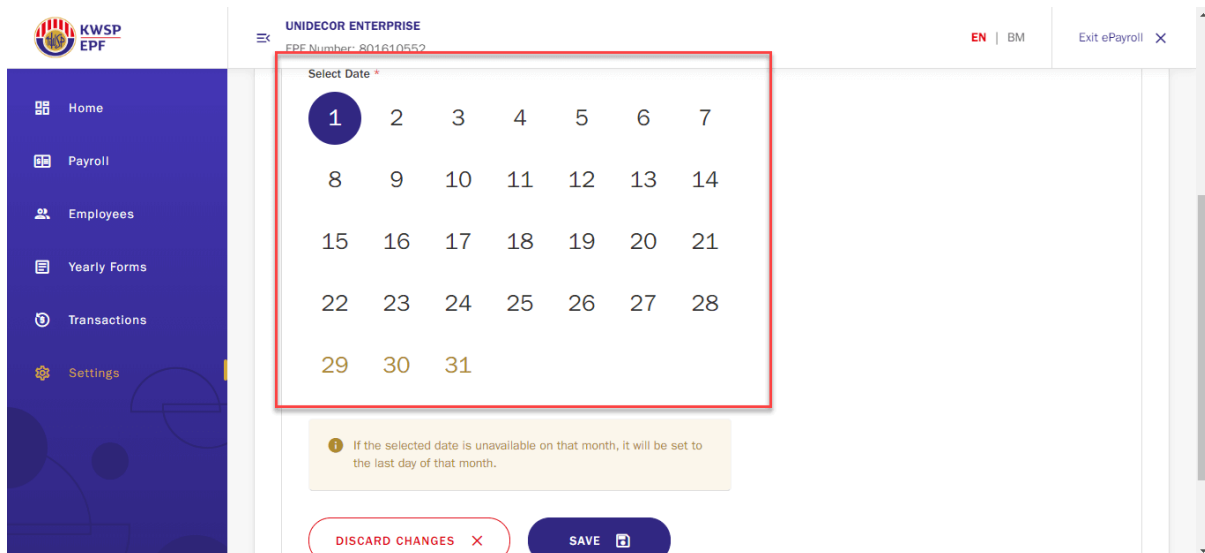 KWSP
EPF
UNIDECOR ENTERPRISE
EPF Number: 801610552
EN | BM
Exit ePayroll
Home
Payroll
Employees
Yearly Forms
Transactions
Settings
Select Date *
1 2 3 4 5 6 7
8 9 10 11 12 13 14
15 16 17 18 19 20 21
22 23 24 25 26 27 28
29 30 31
If the selected date is unavailable on that month, it will be set to
the last day of that month.
DISCARD CHANGES
SAVE